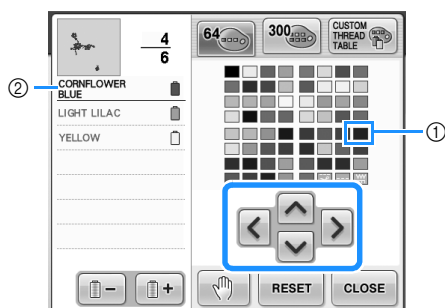 4
6
64
300
CUSTOM
THREAD
TABLE
②
CORNFLOWER
BLUE
LIGHT LILAC
YELLOW
①
RESET
CLOSE